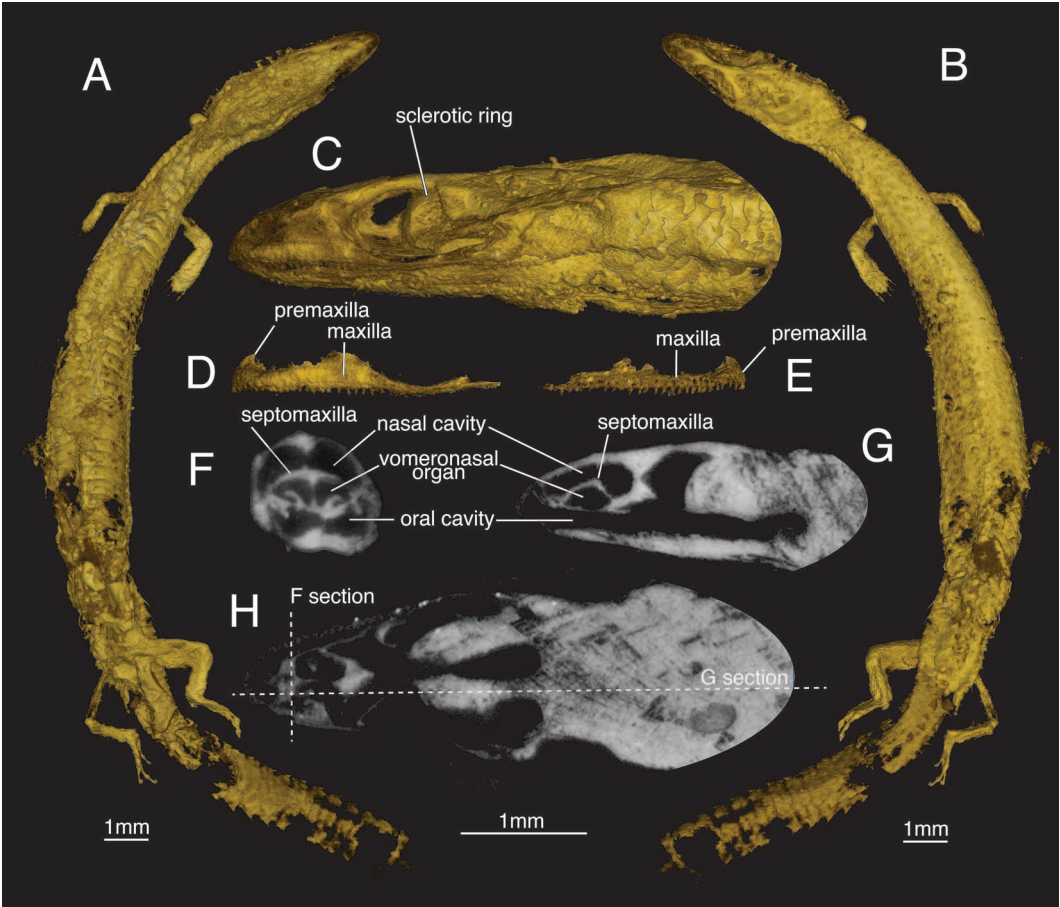 A
B
sclerotic ring
C
premaxilla
maxilla
D
maxilla
premaxilla
E
septomaxilla
nasal cavity
septomaxilla
F
vomeronasal
organ
G
oral cavity
H
F section
G section
1mm
1mm
1mm